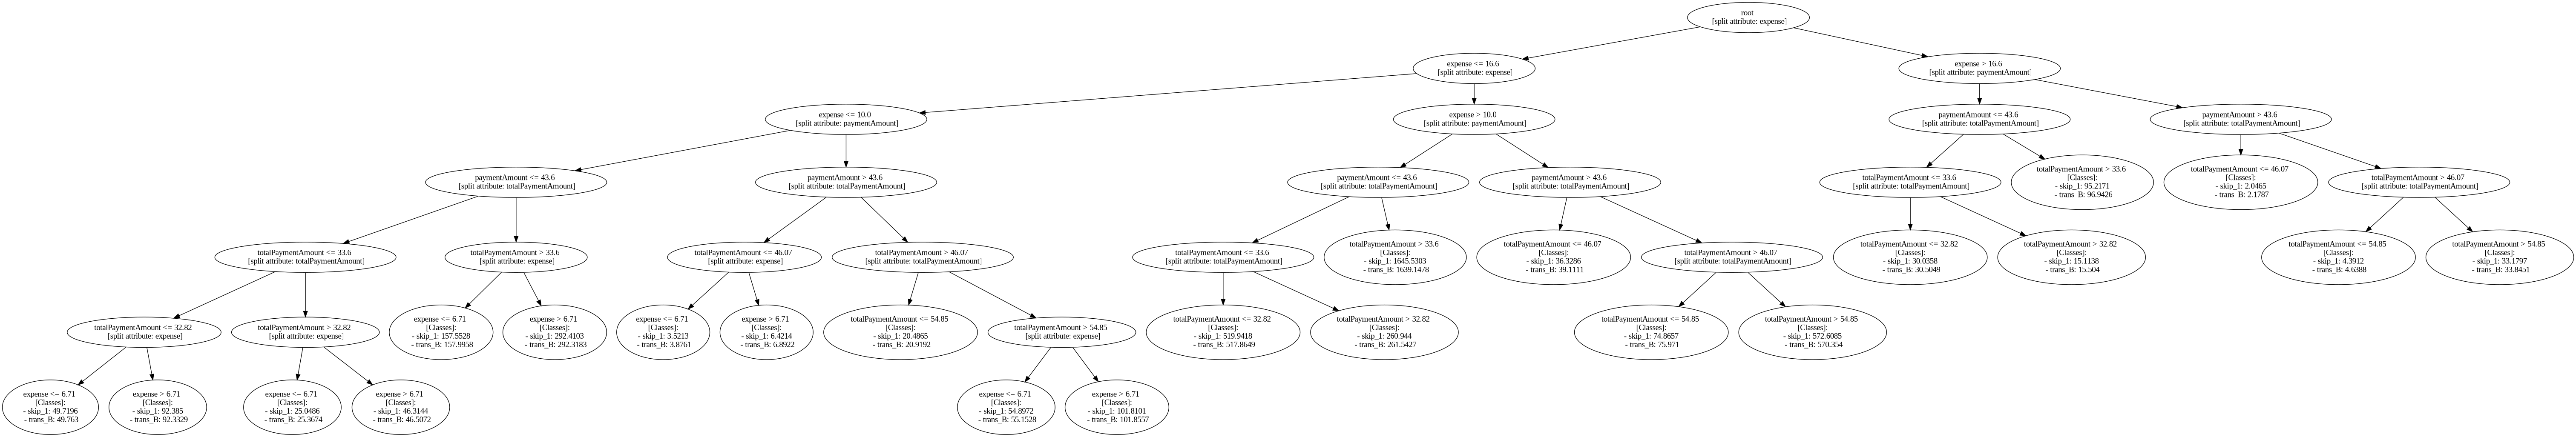 root
[split attribute: expense]
expense <= 16.6
[split attribute: expense]
expense > 16.6
[split attribute: paymentAmount]
expense <= 10.0
[split attribute: paymentAmount]
expense > 10.0
[split attribute: paymentAmount]
paymentAmount <= 43.6
[split attribute: totalPaymentAmount]
paymentAmount > 43.6
[split attribute: totalPaymentAmount]
paymentAmount <= 43.6
[split attribute: totalPaymentAmount]
paymentAmount > 43.6
[split attribute: totalPaymentAmount]
paymentAmount <= 43.6
[split attribute: totalPaymentAmount]
paymentAmount > 43.6
[split attribute: totalPaymentAmount]
totalPaymentAmount <= 33.6
[split attribute: totalPaymentAmount]
totalPaymentAmount > 33.6
[Classes]:
- skip_1: 95.2171
- trans_B: 96.9426
totalPaymentAmount <= 46.07
[Classes]:
- skip_1: 2.0465
- trans_B: 2.1787
totalPaymentAmount > 46.07
[split attribute: totalPaymentAmount]
totalPaymentAmount <= 33.6
[split attribute: totalPaymentAmount]
totalPaymentAmount > 33.6
[split attribute: expense]
totalPaymentAmount <= 46.07
[split attribute: expense]
totalPaymentAmount > 46.07
[split attribute: totalPaymentAmount]
totalPaymentAmount <= 33.6
[split attribute: totalPaymentAmount]
totalPaymentAmount > 33.6
[Classes]:
- skip_1: 1645.5303
- trans_B: 1639.1478
totalPaymentAmount <= 46.07
[Classes]:
- skip_1: 36.3286
- trans_B: 39.1111
totalPaymentAmount > 46.07
[split attribute: totalPaymentAmount]
totalPaymentAmount <= 32.82
[Classes]:
- skip_1: 30.0358
- trans_B: 30.5049
totalPaymentAmount > 32.82
[Classes]:
- skip_1: 15.1138
- trans_B: 15.504
totalPaymentAmount <= 54.85
[Classes]:
- skip_1: 4.3912
- trans_B: 4.6388
totalPaymentAmount > 54.85
[Classes]:
- skip_1: 33.1797
- trans_B: 33.8451
totalPaymentAmount <= 32.82
[split attribute: expense]
totalPaymentAmount > 32.82
[split attribute: expense]
expense <= 6.71
[Classes]:
- skip_1: 157.5528
- trans_B: 157.9958
expense > 6.71
[Classes]:
- skip_1: 292.4103
- trans_B: 292.3183
expense <= 6.71
[Classes]:
- skip_1: 3.5213
- trans_B: 3.8761
expense > 6.71
[Classes]:
- skip_1: 6.4214
- trans_B: 6.8922
totalPaymentAmount <= 54.85
[Classes]:
- skip_1: 20.4865
- trans_B: 20.9192
totalPaymentAmount > 54.85
[split attribute: expense]
totalPaymentAmount <= 32.82
[Classes]:
- skip_1: 519.9418
- trans_B: 517.8649
totalPaymentAmount > 32.82
[Classes]:
- skip_1: 260.944
- trans_B: 261.5427
totalPaymentAmount <= 54.85
[Classes]:
- skip_1: 74.8657
- trans_B: 75.971
totalPaymentAmount > 54.85
[Classes]:
- skip_1: 572.6085
- trans_B: 570.354
expense <= 6.71
[Classes]:
- skip_1: 49.7196
- trans_B: 49.763
expense > 6.71
[Classes]:
- skip_1: 92.385
- trans_B: 92.3329
expense <= 6.71
[Classes]:
- skip_1: 25.0486
- trans_B: 25.3674
expense > 6.71
[Classes]:
- skip_1: 46.3144
- trans_B: 46.5072
expense <= 6.71
[Classes]:
- skip_1: 54.8972
- trans_B: 55.1528
expense > 6.71
[Classes]:
- skip_1: 101.8101
- trans_B: 101.8557